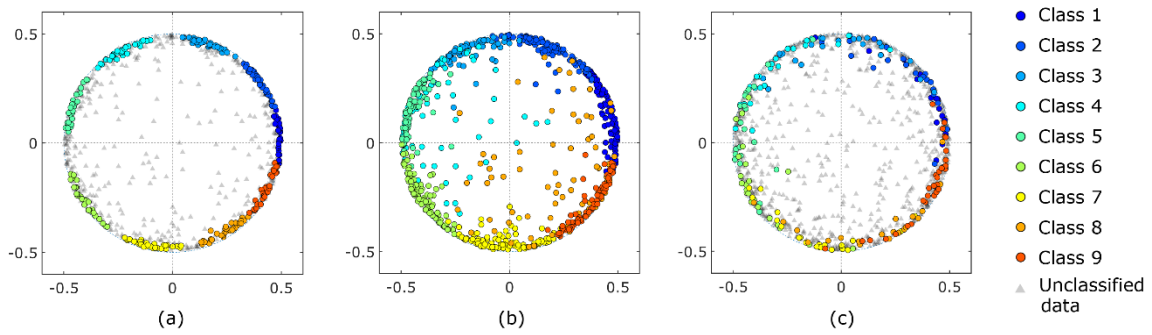 0.5
0
-0.5
-0.5 0 0.5
(a)
0.5
0
-0.5
-0.5 0 0.5
(b)
0.5
0
-0.5
-0.5 0 0.5
(c)
Class 1
Class 2
Class 3
Class 4
Class 5
Class 6
Class 7
Class 8
Class 9
Unclassified
data